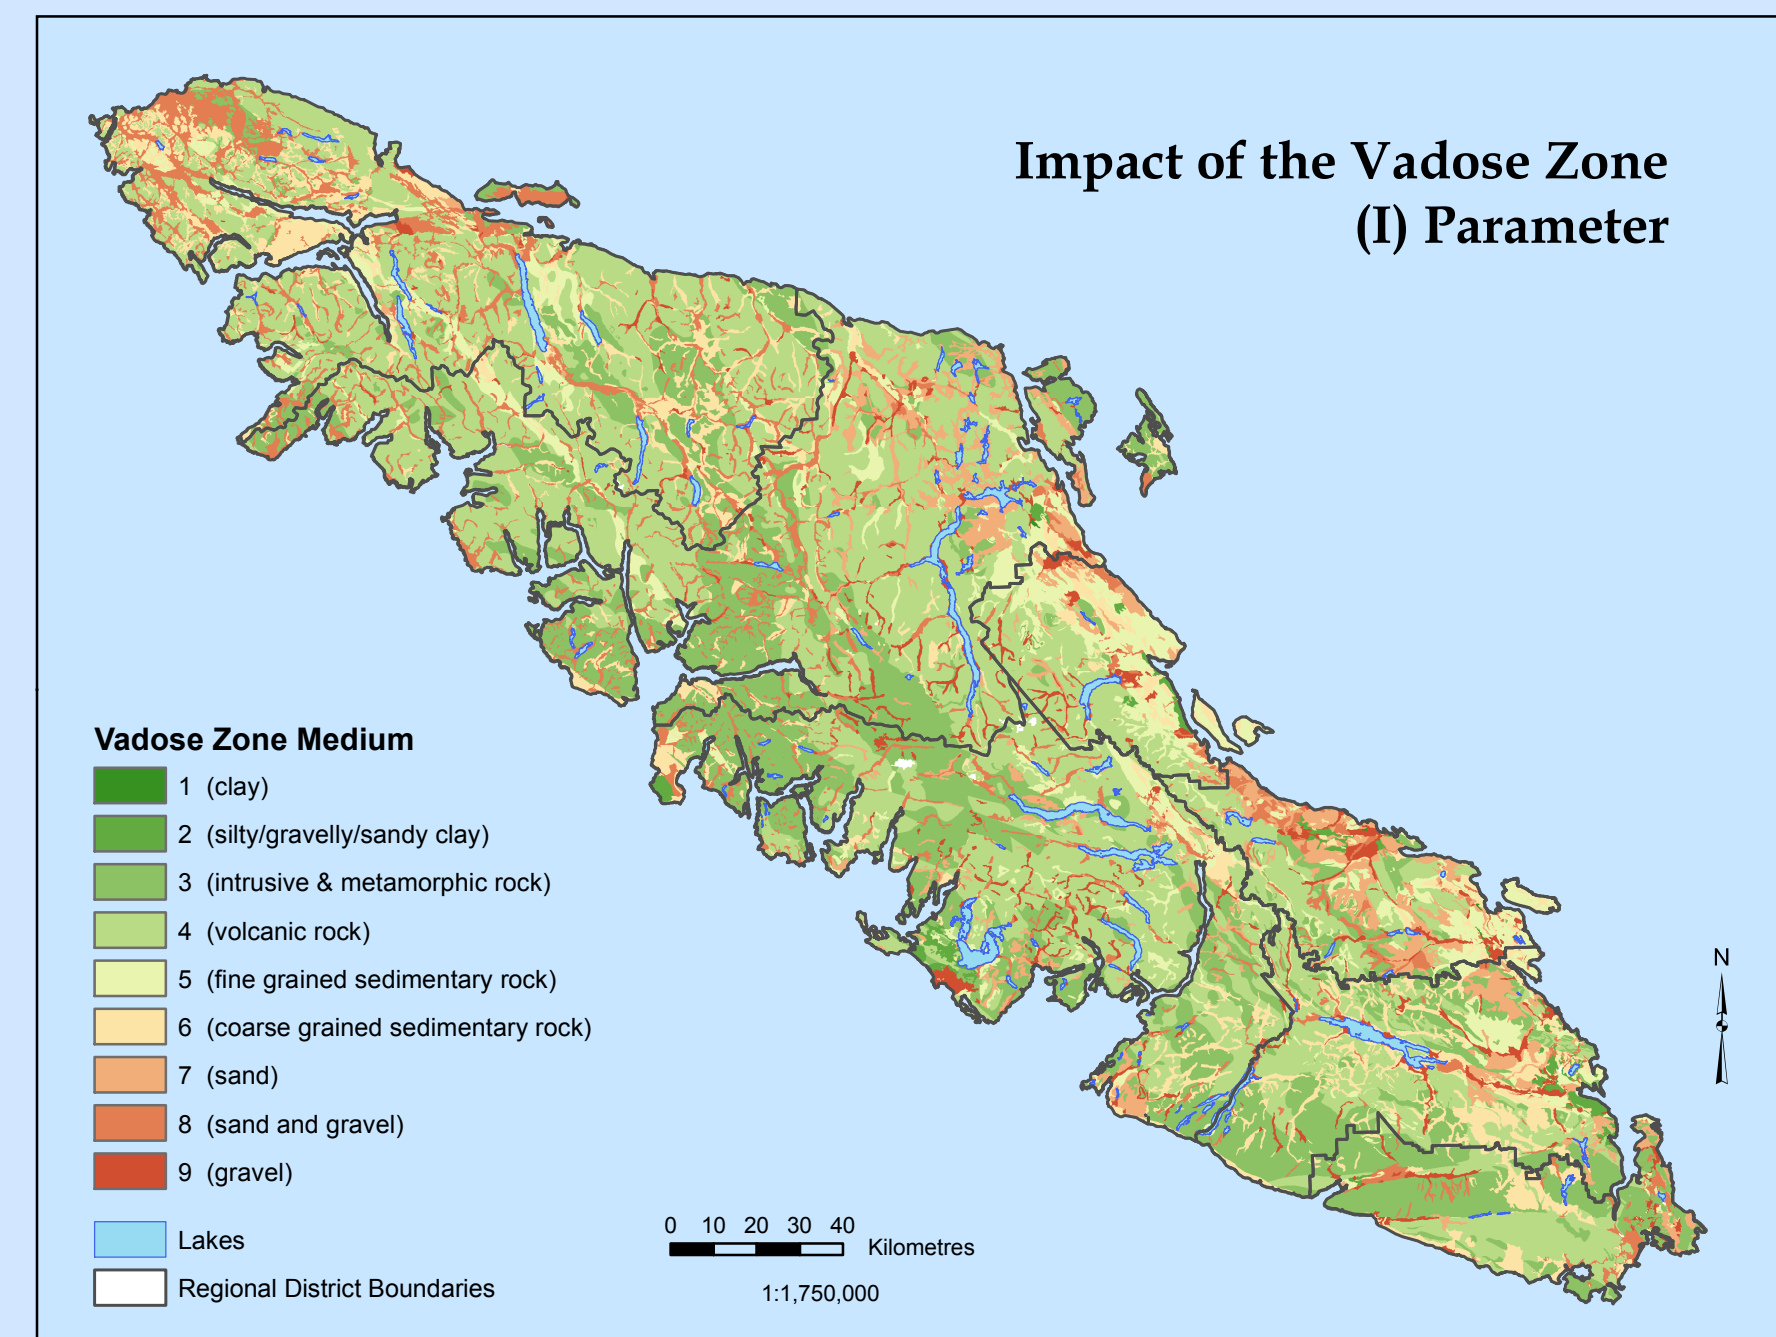 Impact of the Vadose Zone
(I) Parameter
Vadose Zone Medium
1 (clay)
2 (silty/gravelly/sandy clay)
3 (intrusive & metamorphic rock)
4 (volcanic rock)
5 (fine grained sedimentary rock)
6 (coarse grained sedimentary rock)
7 (sand)
8 (sand and gravel)
9 (gravel)
Lakes
Regional District Boundaries
0 10 20 30 40
Kilometres
1:1,750,000
N